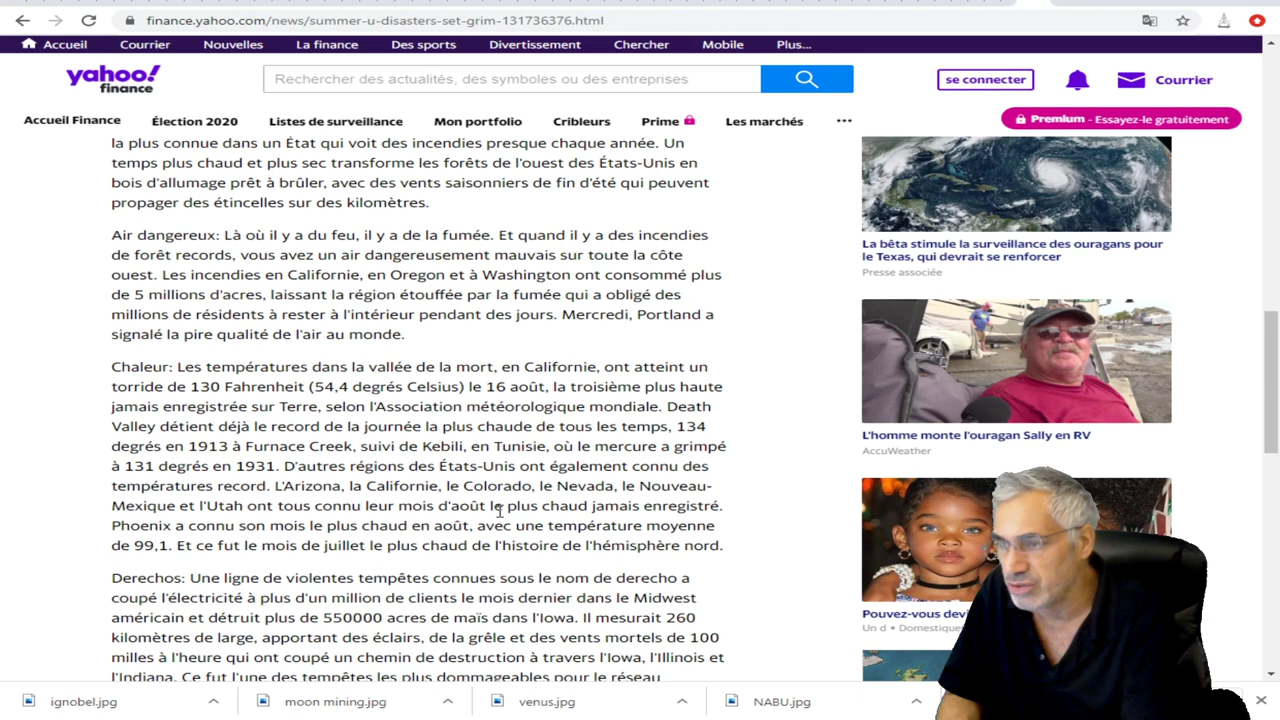 finance.yahoo.com/news/summer-u-disasters-set-grim-131736376.html
Accueil Courrier Nouvelles La finance Des sports Divertissement Chercher Mobile Plus...
yahoo!
finance
Rechercher des actualités, des symboles ou des entreprises
se connecter
Courrier
Accueil Finance Élection 2020 Listes de surveillance Mon portfolio Cribleurs Prime Les marchés ...
Premium - Essayez-le gratuitement
la plus connue dans un État qui voit des incendies presque chaque année. Un
temps plus chaud et plus sec transforme les forêts de l'ouest des États-Unis en
bois d'allumage prêt à brûler, avec des vents saisonniers de fin d'été qui peuvent
propager des étincelles sur des kilomètres.
Air dangereux: Là où il y a du feu, il y a de la fumée. Et quand il y a des incendies
de forêt records, vous avez un air dangereusement mauvais sur toute la côte
ouest. Les incendies en Californie, en Oregon et à Washington ont consommé plus
de 5 millions d'acres, laissant la région étouffée par la fumée qui a obligé des
millions de résidents à rester à l'intérieur pendant des jours. Mercredi, Portland a
signalé la pire qualité de l'air au monde.
Chaleur: Les températures dans la vallée de la mort, en Californie, ont atteint un
torride de 130 Fahrenheit (54,4 degrés Celsius) le 16 août, la troisième plus haute
jamais enregistrée sur Terre, selon l'Association météorologique mondiale. Death
Valley détient déjà le record de la journée la plus chaude de tous les temps, 134
degrés en 1913 à Furnace Creek, suivi de Kebili, en Tunisie, où le mercure a grimpé
à 131 degrés en 1931. D'autres régions des États-Unis ont également connu des
températures record. L'Arizona, la Californie, le Colorado, le Nevada, le Nouveau-
Mexique et l'Utah ont tous connu leur mois d'août le plus chaud jamais enregistré.
Phoenix a connu son mois le plus chaud en août, avec une température moyenne
de 99,1. Et ce fut le mois de juillet le plus chaud de l'histoire de l'hémisphère nord.
Derechos: Une ligne de violentes tempêtes connues sous le nom de derecho a
coupé l'électricité à plus d'un million de clients le mois dernier dans le Midwest
américain et détruit plus de 550000 acres de maïs dans l'Iowa. Il mesurait 260
kilomètres de large, apportant des éclairs, de la grêle et des vents mortels de 100
milles à l'heure qui ont coupé un chemin de destruction à travers l'Iowa, l'Illinois et
l'Indiana. Ce fut l'une des tempêtes les plus dommageables pour le réseau
La bêta stimule la surveillance des ouragans pour
le Texas, qui devrait se renforcer
Presse associée
L'homme monte l'ouragan Sally en RV
AccuWeather
Pouvez-vous devi
Un d • Domestique
ignobel.jpg moon mining.jpg venus.jpg NABU.jpg